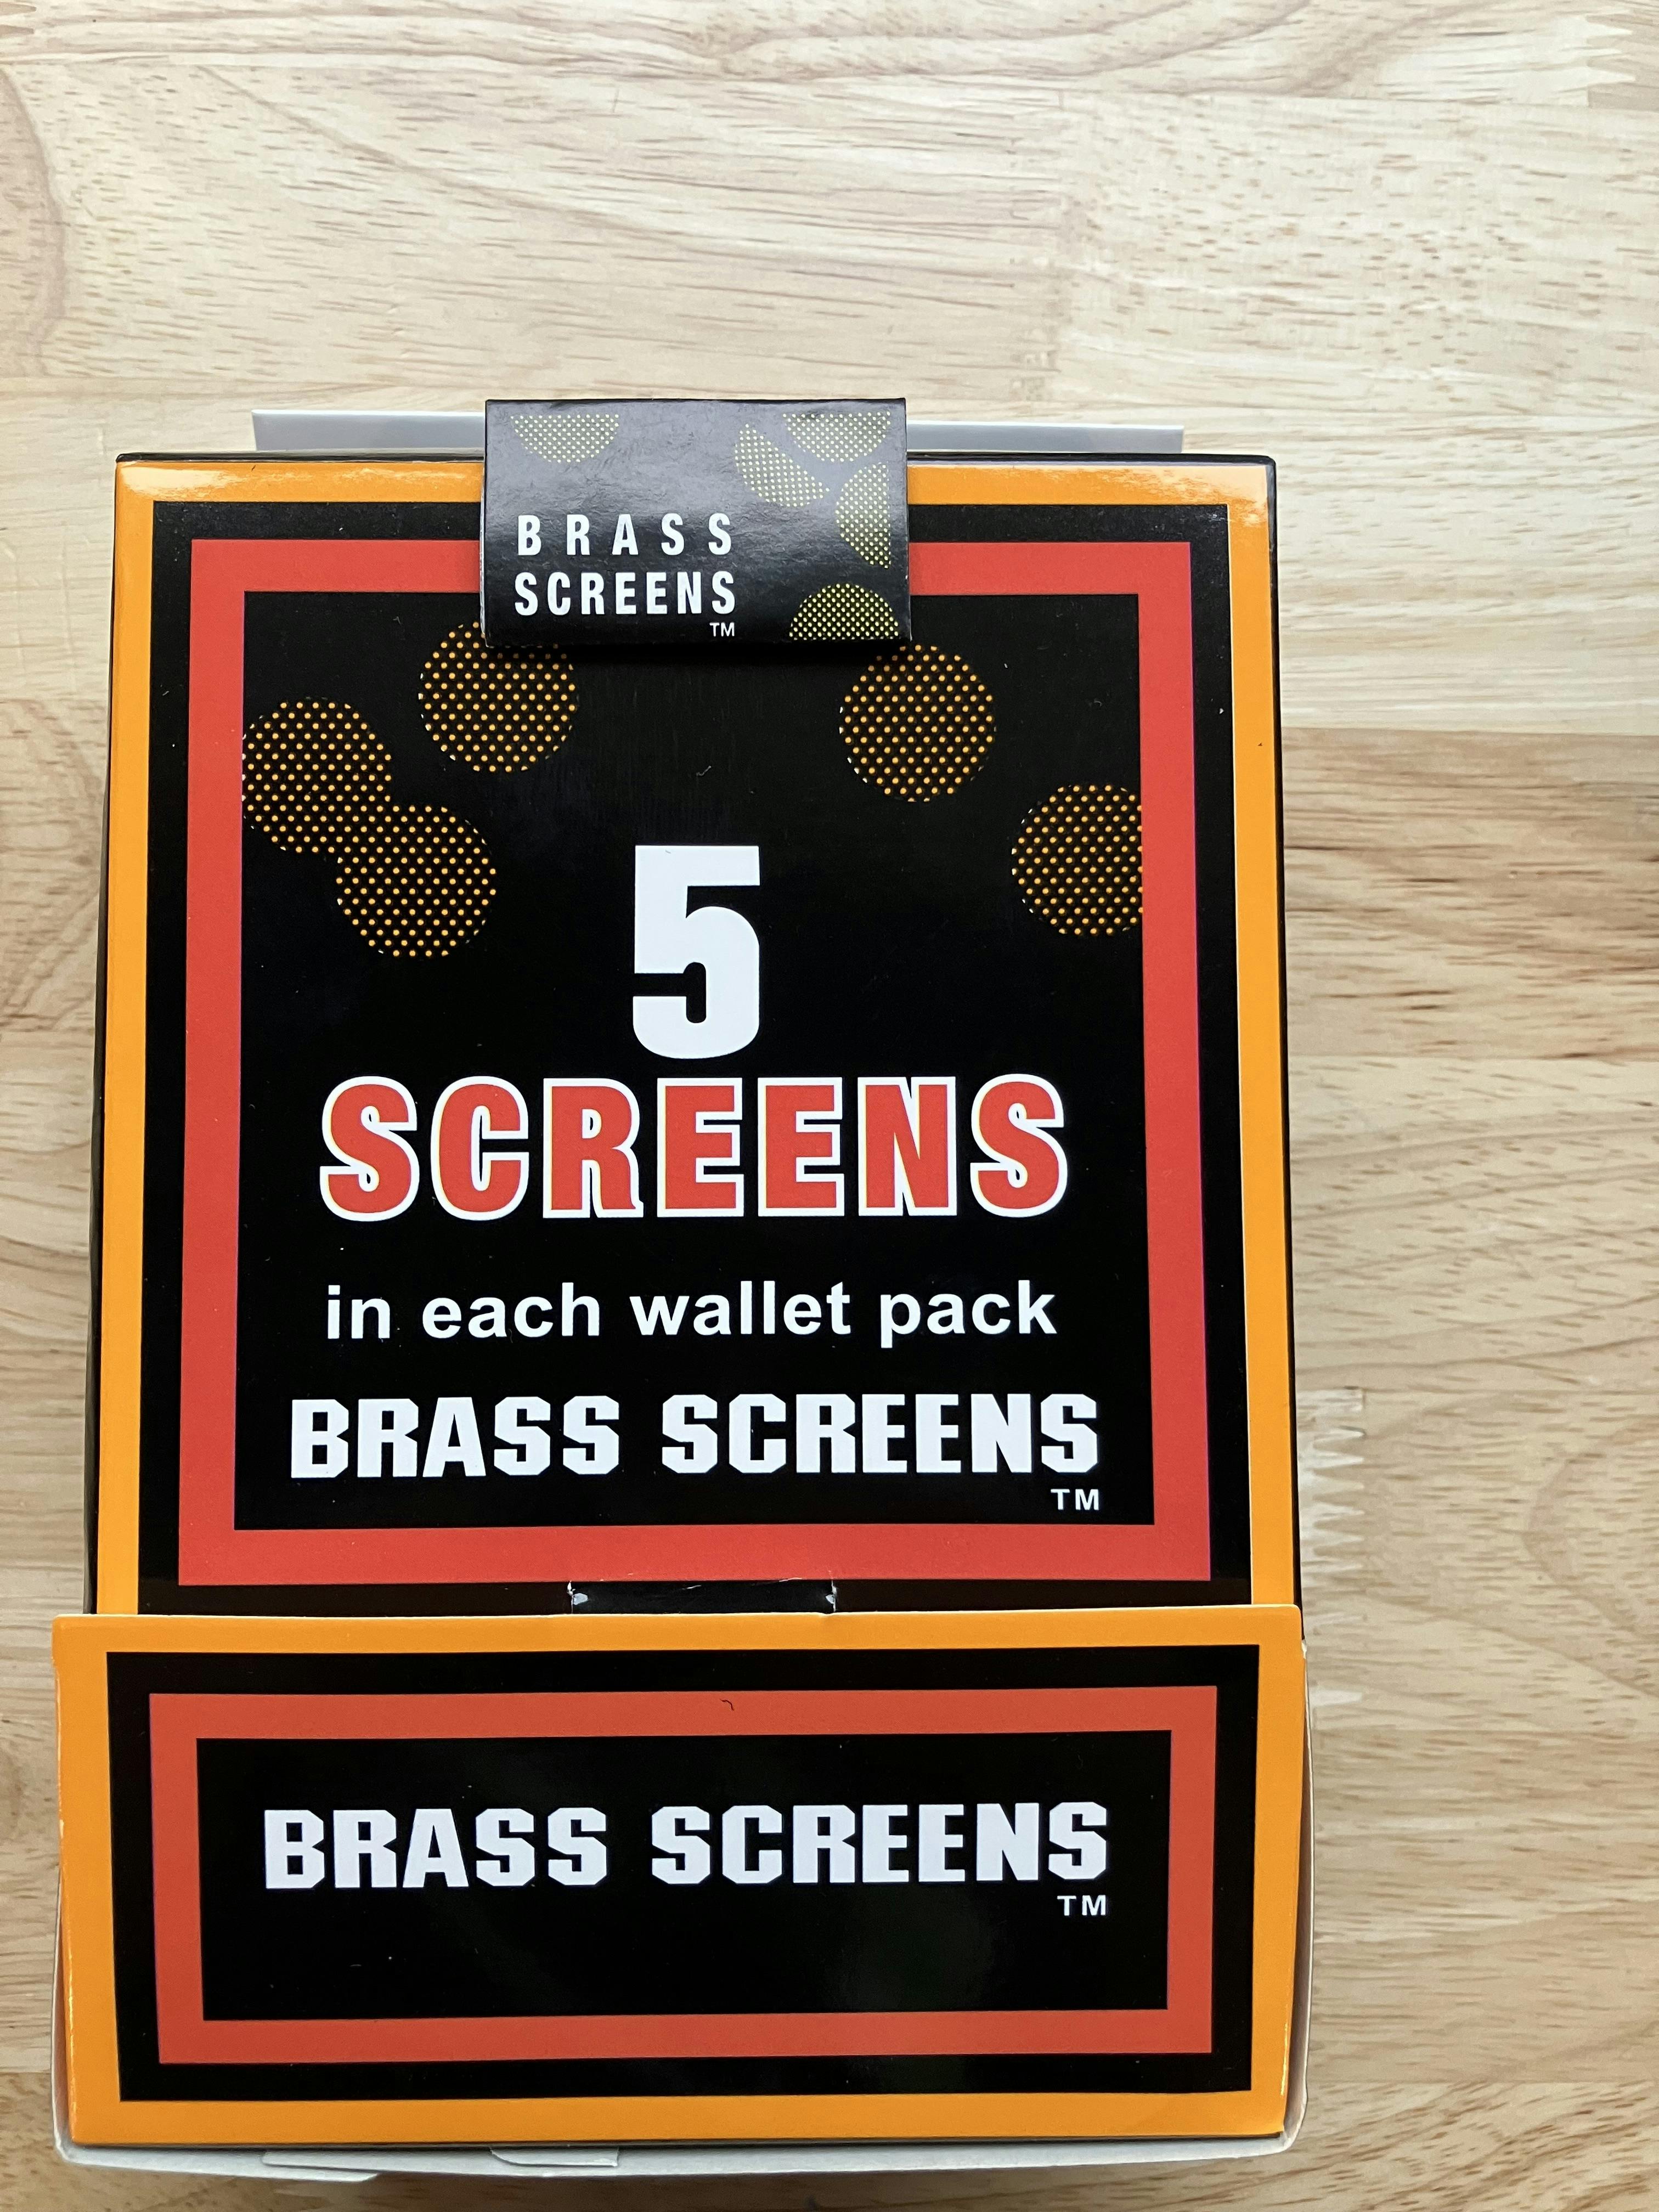 BRASS
SCREENS
TM
5
SCREENS
in each wallet pack
BRASS SCREENS
TM
BRASS SCREENS
TM